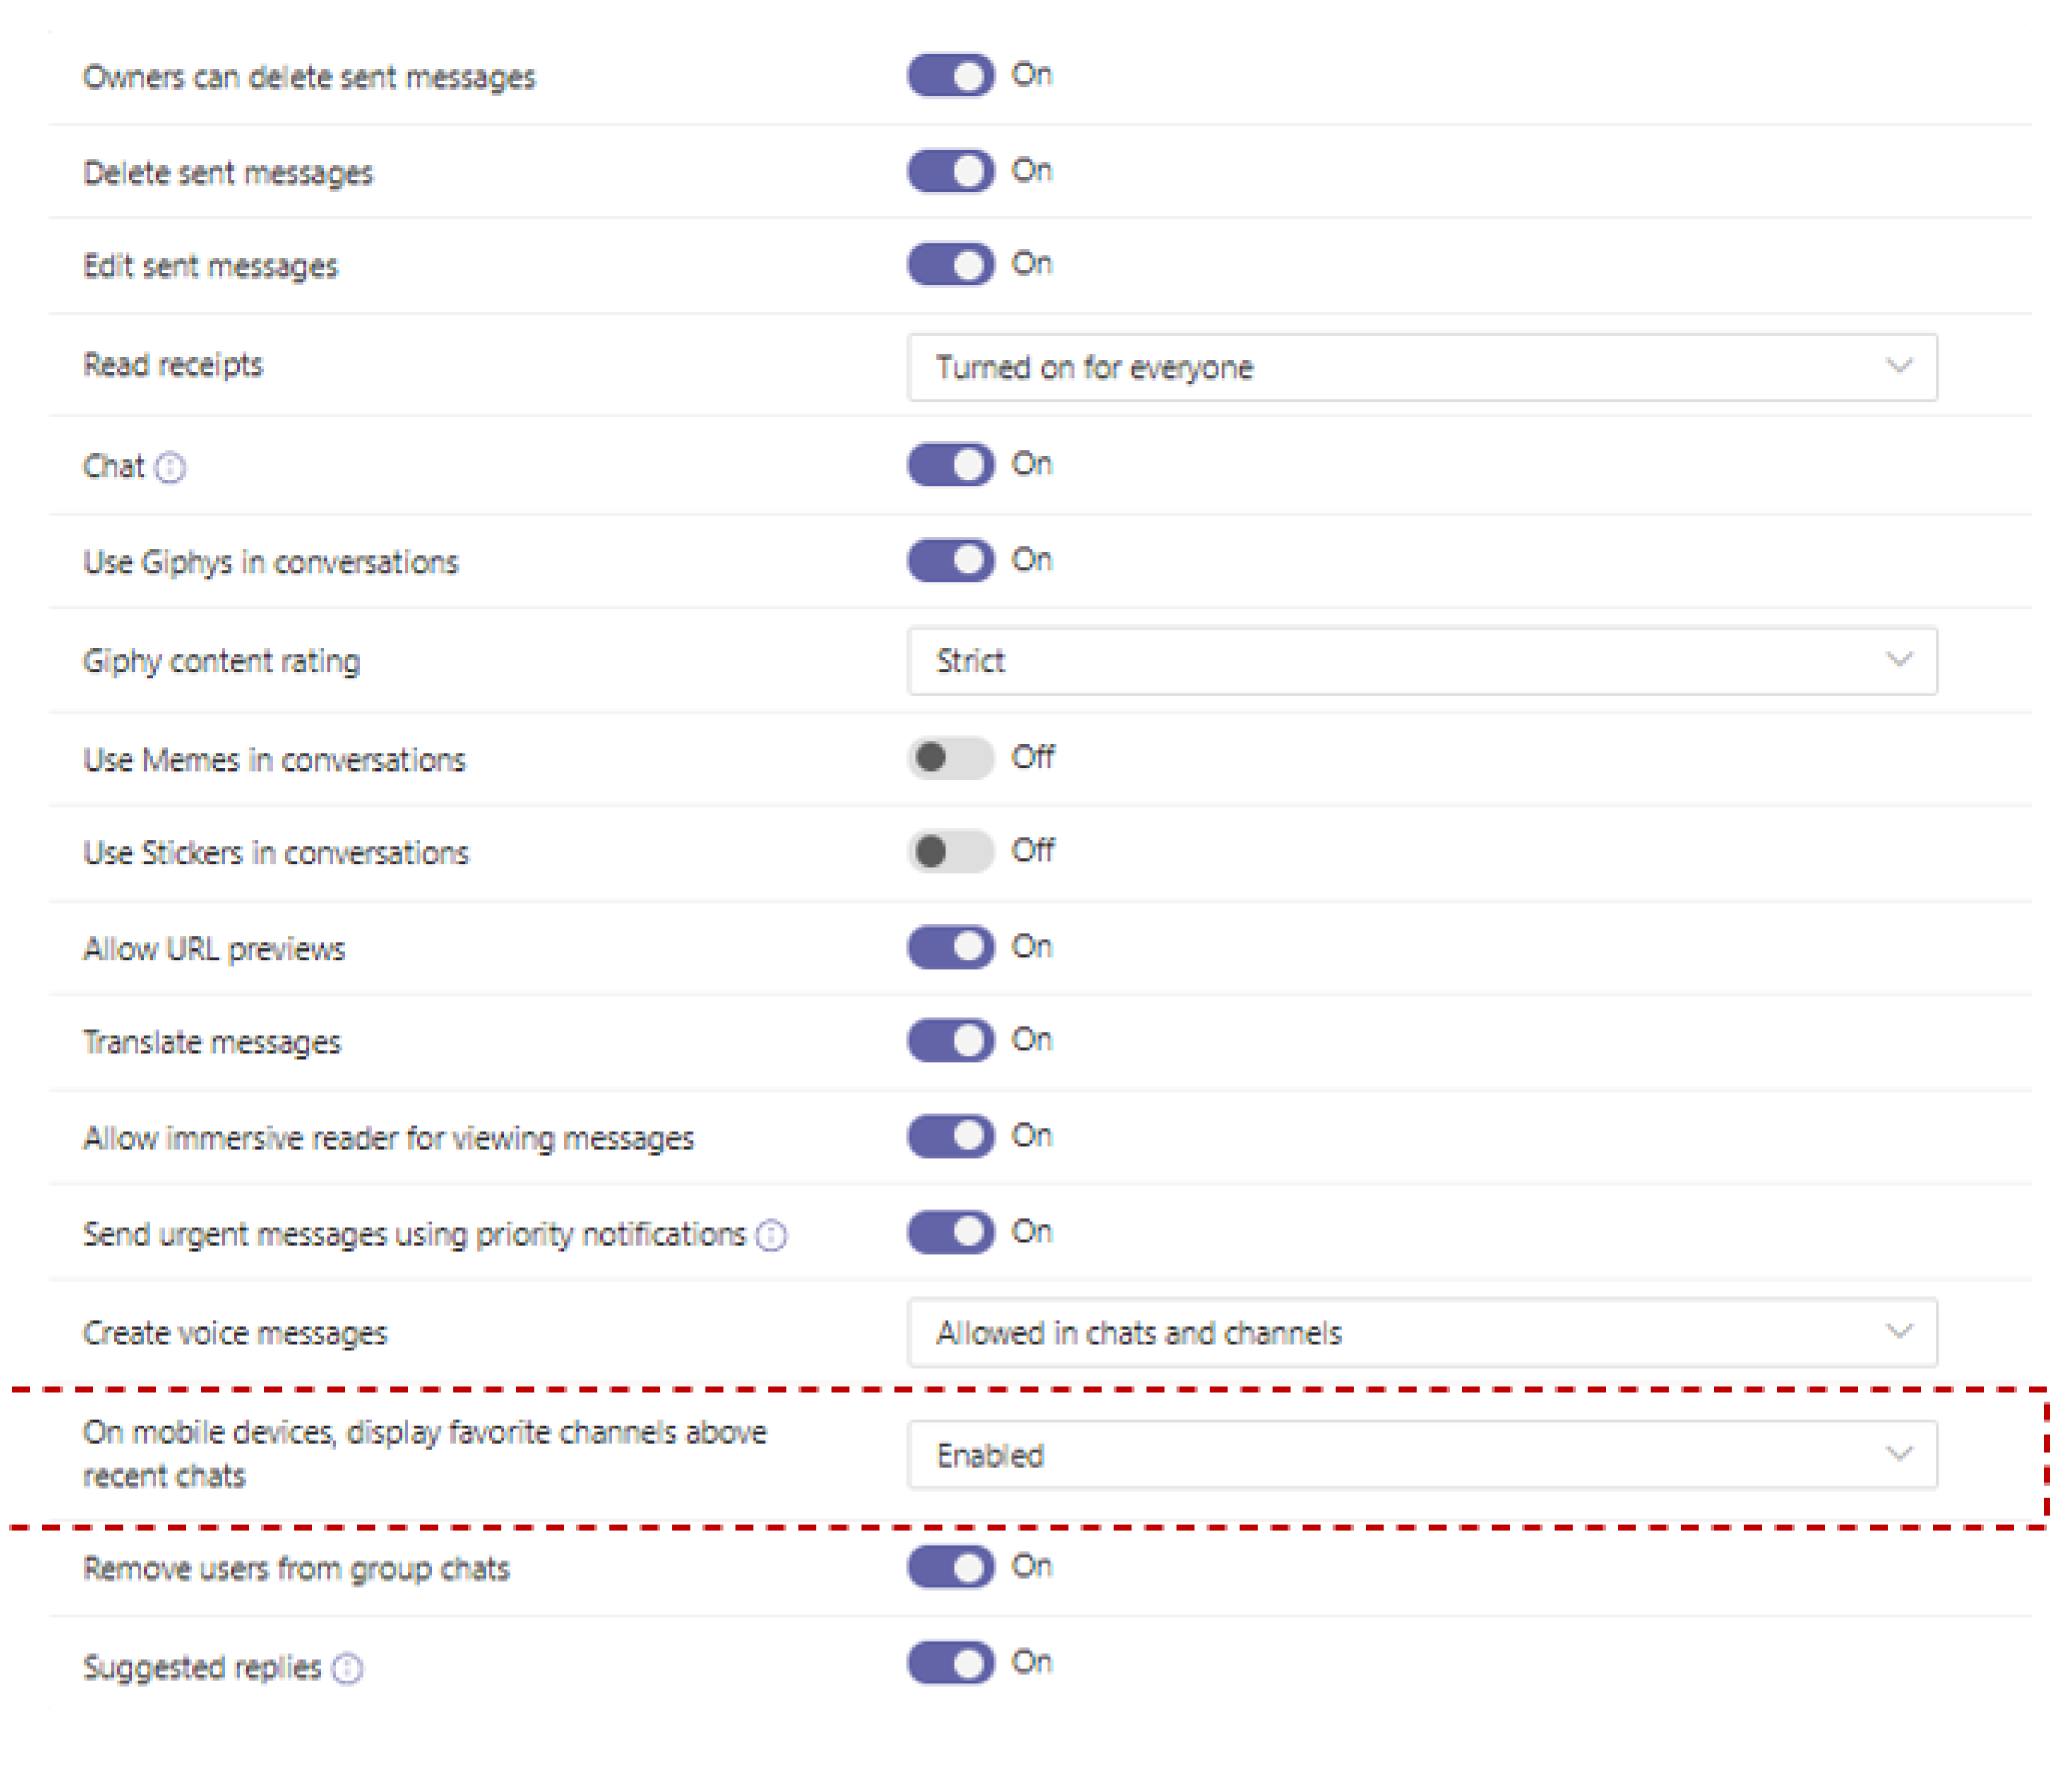 Owners can delete sent messages On
Delete sent messages On
Edit sent messages On
Read receipts Turned on for everyone
Chat On
Use Giphys in conversations On
Giphy content rating Strict
Use Memes in conversations Off
Use Stickers in conversations Off
Allow URL previews On
Translate messages On
Allow immersive reader for viewing messages On
Send urgent messages using priority notifications On
Create voice messages Allowed in chats and channels
On mobile devices, display favorite channels above
recent chats Enabled
Remove users from group chats On
Suggested replies On